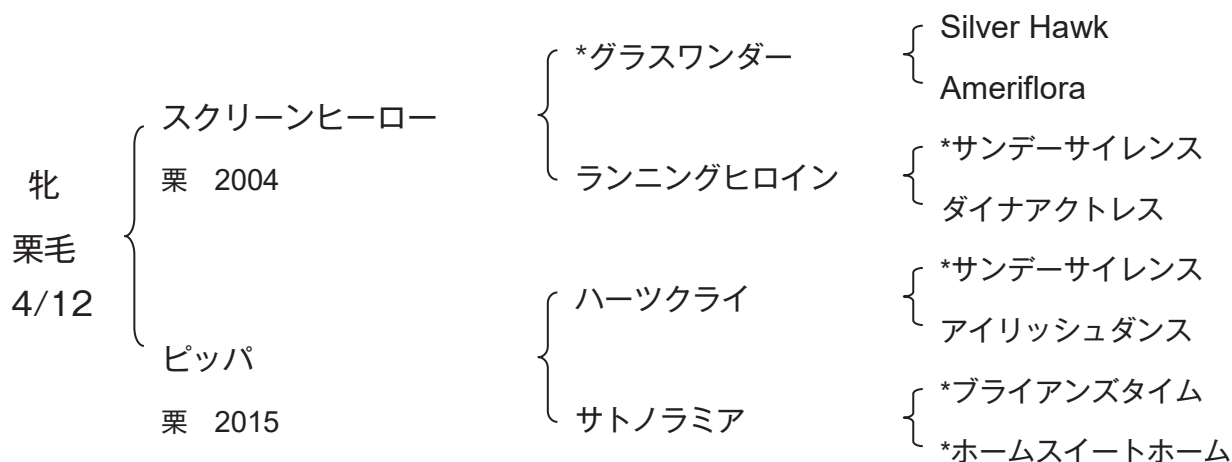 牝
栗毛
4/12
スクリーンヒーロー
栗 2004
ピッパ
栗 2015
*グラスワンダー
ランニングヒロイン
ハーツクライ
サトノラミア
Silver Hawk
Ameriflora
*サンデーサイレンス
ダイナアクトレス
*サンデーサイレンス
アイリッシュダンス
*ブライアンズタイム
*ホームスイートホーム